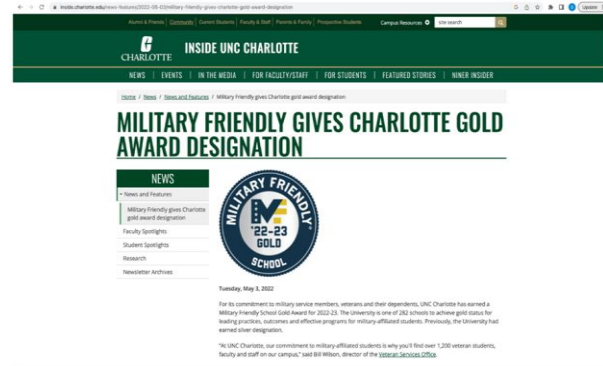 inside.charlotte.edu/news-features/2022-05-03/military-friendly-gives-charlotte-gold-award-designation
Update
Alumni & Friends | Community | Current Students | Faculty & Staff | Parents & Family | Prospective Students Campus Resources site search
CHARLOTTE
INSIDE UNC CHARLOTTE
NEWS | EVENTS | IN THE MEDIA | FOR FACULTY/STAFF | FOR STUDENTS | FEATURED STORIES | NINER INSIDER
Home / News / News and Features / Military Friendly gives Charlotte gold award designation
MILITARY FRIENDLY GIVES CHARLOTTE GOLD
AWARD DESIGNATION
NEWS
News and Features
Military Friendly gives Charlotte
gold award designation
Faculty Spotlights
Student Spotlights
Research
Newsletter Archives
MILITARY FRIENDLY®
'22-23
GOLD
SCHOOL
Tuesday, May 3, 2022
For its commitment to military service members, veterans and their dependents, UNC Charlotte has earned a
Military Friendly School Gold Award for 2022-23. The University is one of 282 schools to achieve gold status for
leading practices, outcomes and effective programs for military-affiliated students. Previously, the University had
earned silver designation.
"At UNC Charlotte, our commitment to military-affiliated students is why you'll find over 1,200 veteran students,
faculty and staff on our campus," said Bill Wilson, director of the Veteran Services Office.